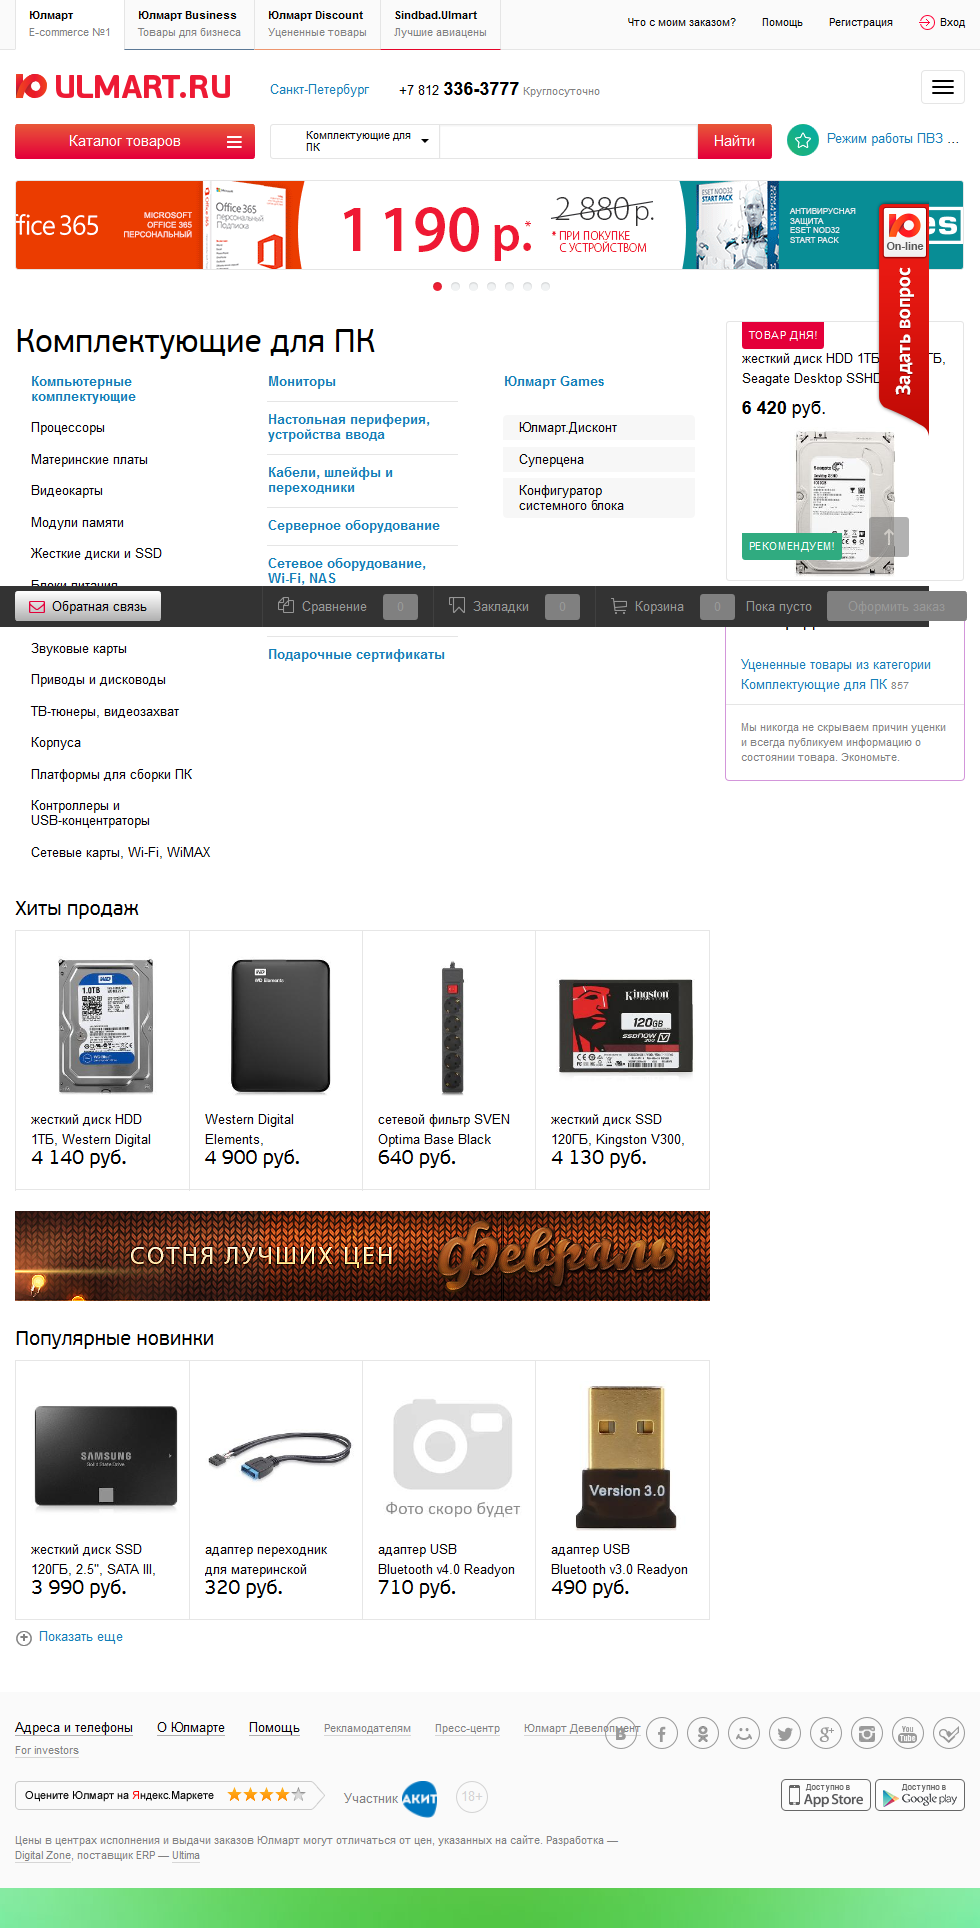 Юлмарт
E-commerce №1
Юлмарт Business
Товары для бизнеса
Юлмарт Discount
Уцененные товары
Sindbad.Ulmart
Лучшие авиацены
Что с моим заказом?
Помощь
Регистрация
Вход
ULMART.RU
Санкт-Петербург
+7 812 336-3777 Круглосуточно
Каталог товаров
Комплектующие для
ПК
Найти
Режим работы ПВЗ ...
ffice 365
MICROSOFT
OFFICE 365
ПЕРСОНАЛЬНЫЙ
Office 365
персональный
Подписка
1 190 р.*
2 880 р.
* ПРИ ПОКУПКЕ
С УСТРОЙСТВОМ
ESET NOD32
START PACK
АНТИВИРУСНАЯ
ЗАЩИТА
ESET NOD32
START PACK
es
On-line
Задать вопрос
Комплектующие для ПК
Компьютерные
комплектующие
Процессоры
Материнские платы
Видеокарты
Модули памяти
Жесткие диски и SSD
Блоки питания
Звуковые карты
Приводы и дисководы
ТВ-тюнеры, видеозахват
Корпуса
Платформы для сборки ПК
Контроллеры и
USB-концентраторы
Сетевые карты, Wi-Fi, WiMAX
Мониторы
Настольная периферия,
устройства ввода
Кабели, шлейфы и
переходники
Серверное оборудование
Сетевое оборудование,
Wi-Fi, NAS
Подарочные сертификаты
Юлмарт Games
Юлмарт.Дисконт
Суперцена
Конфигуратор
системного блока
ТОВАР ДНЯ!
жесткий диск HDD 1ТБ ГБ,
Seagate Desktop SSHD
6 420 руб.
Seagate
РЕКОМЕНДУЕМ!
Обратная связь
Сравнение
0
Закладки
0
Корзина
0
Пока пусто
Оформить заказ
Уцененные товары из категории
Комплектующие для ПК 857
Мы никогда не скрываем причин уценки
и всегда публикуем информацию о
состоянии товара. Экономьте.
Хиты продаж
WD
1.0TB
WD Elements
Kingston
120GB
SSDNOW
V
жесткий диск HDD
1ТБ, Western Digital
4 140 руб.
Western Digital
Elements,
4 900 руб.
сетевой фильтр SVEN
Optima Base Black
640 руб.
жесткий диск SSD
120ГБ, Kingston V300,
4 130 руб.
СОТНЯ ЛУЧШИХ ЦЕН
Февраль
Популярные новинки
SAMSUNG
Solid State Drive
Фото скоро будет
Version 3.0
жесткий диск SSD
120ГБ, 2.5", SATA III,
3 990 руб.
адаптер переходник
для материнской
320 руб.
адаптер USB
Bluetooth v4.0 Readyon
710 руб.
адаптер USB
Bluetooth v3.0 Readyon
490 руб.
Показать еще
Адреса и телефоны
О Юлмарте
Помощь
Рекламодателям
Пресс-центр
Юлмарт Девелопмент
For investors
Оцените Юлмарт на Яндекс.Маркете
Участник АКИТ
18+
Доступно в
App Store
Доступно в
Google play
Цены в центрах исполнения и выдачи заказов Юлмарт могут отличаться от цен, указанных на сайте. Разработка —
Digital Zone, поставщик ERP — Ultima